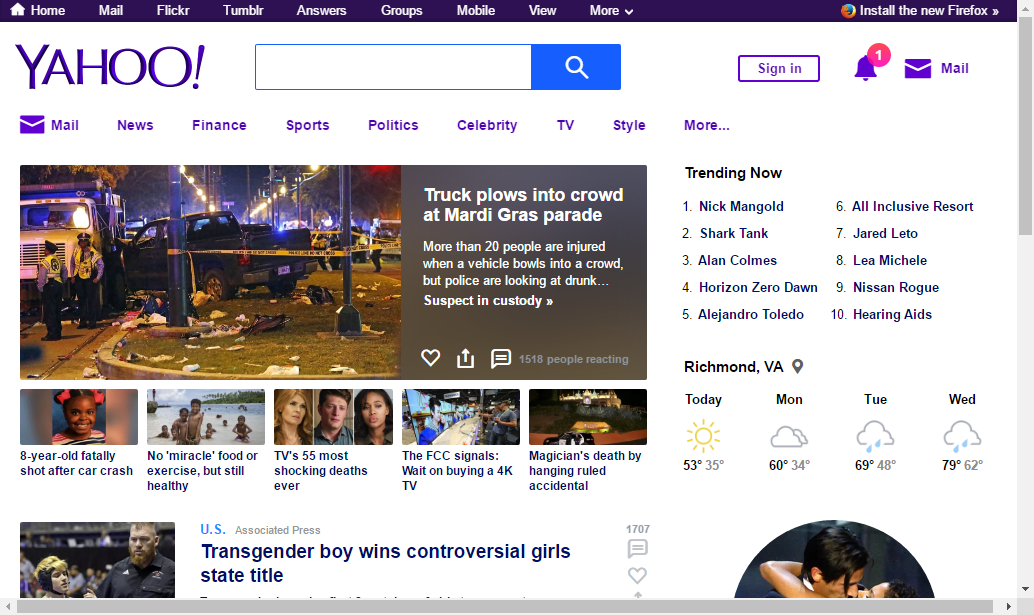 Home Mail Flickr Tumblr Answers Groups Mobile View More Install the new Firefox »
YAHOO!
Sign in 1 Mail
Mail News Finance Sports Politics Celebrity TV Style More...
Truck plows into crowd
at Mardi Gras parade
More than 20 people are injured
when a vehicle bowls into a crowd,
but police are looking at drunk…
Suspect in custody »
1518 people reacting
8-year-old fatally
shot after car crash
No 'miracle' food or
exercise, but still
healthy
TV's 55 most
shocking deaths
ever
The FCC signals:
Wait on buying a 4K
TV
Magician's death by
hanging ruled
accidental
U.S. Associated Press
1707
Transgender boy wins controversial girls
state title
Trending Now
1. Nick Mangold
2. Shark Tank
3. Alan Colmes
4. Horizon Zero Dawn
5. Alejandro Toledo
6. All Inclusive Resort
7. Jared Leto
8. Lea Michele
9. Nissan Rogue
10. Hearing Aids
Richmond, VA
Today Mon Tue Wed
53° 35° 60° 34° 69° 48° 79° 62°